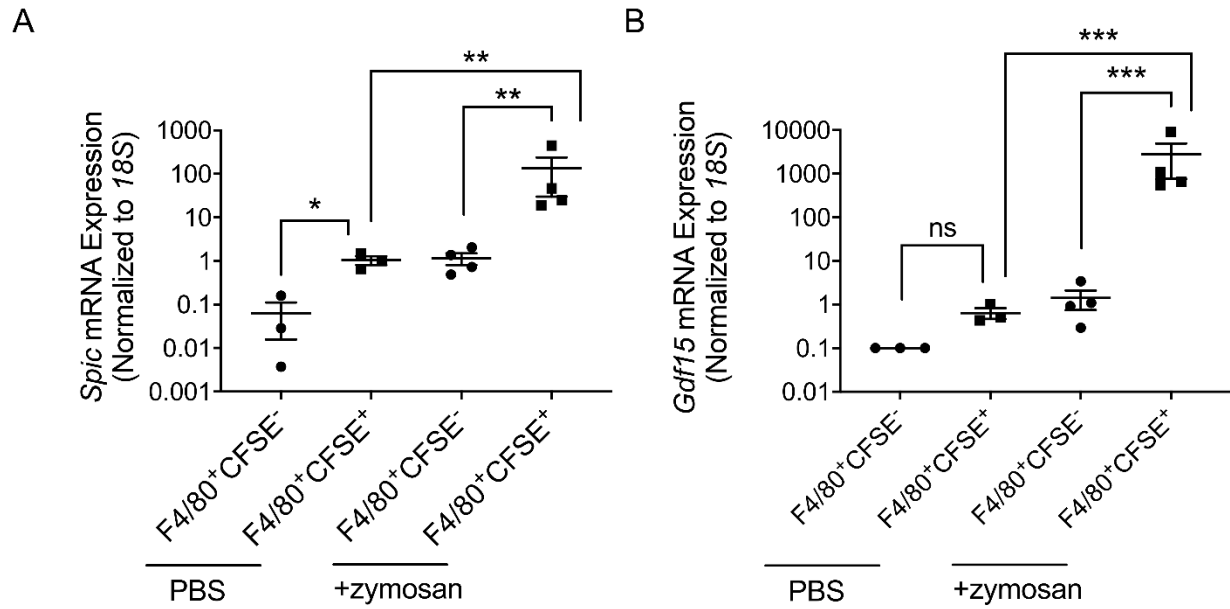 A
Spic mRNA Expression
(Normalized to 18S)
1000
100
10
1
0.1
0.01
0.001
*
**
**
F4/80⁺CFSE⁻
F4/80⁺CFSE⁺
F4/80⁺CFSE⁻
F4/80⁺CFSE⁺
PBS
+zymosan
B
Gdf15 mRNA Expression
(Normalized to 18S)
10000
1000
100
10
1
0.1
0.01
ns
***
***
F4/80⁺CFSE⁻
F4/80⁺CFSE⁺
F4/80⁺CFSE⁻
F4/80⁺CFSE⁺
PBS
+zymosan